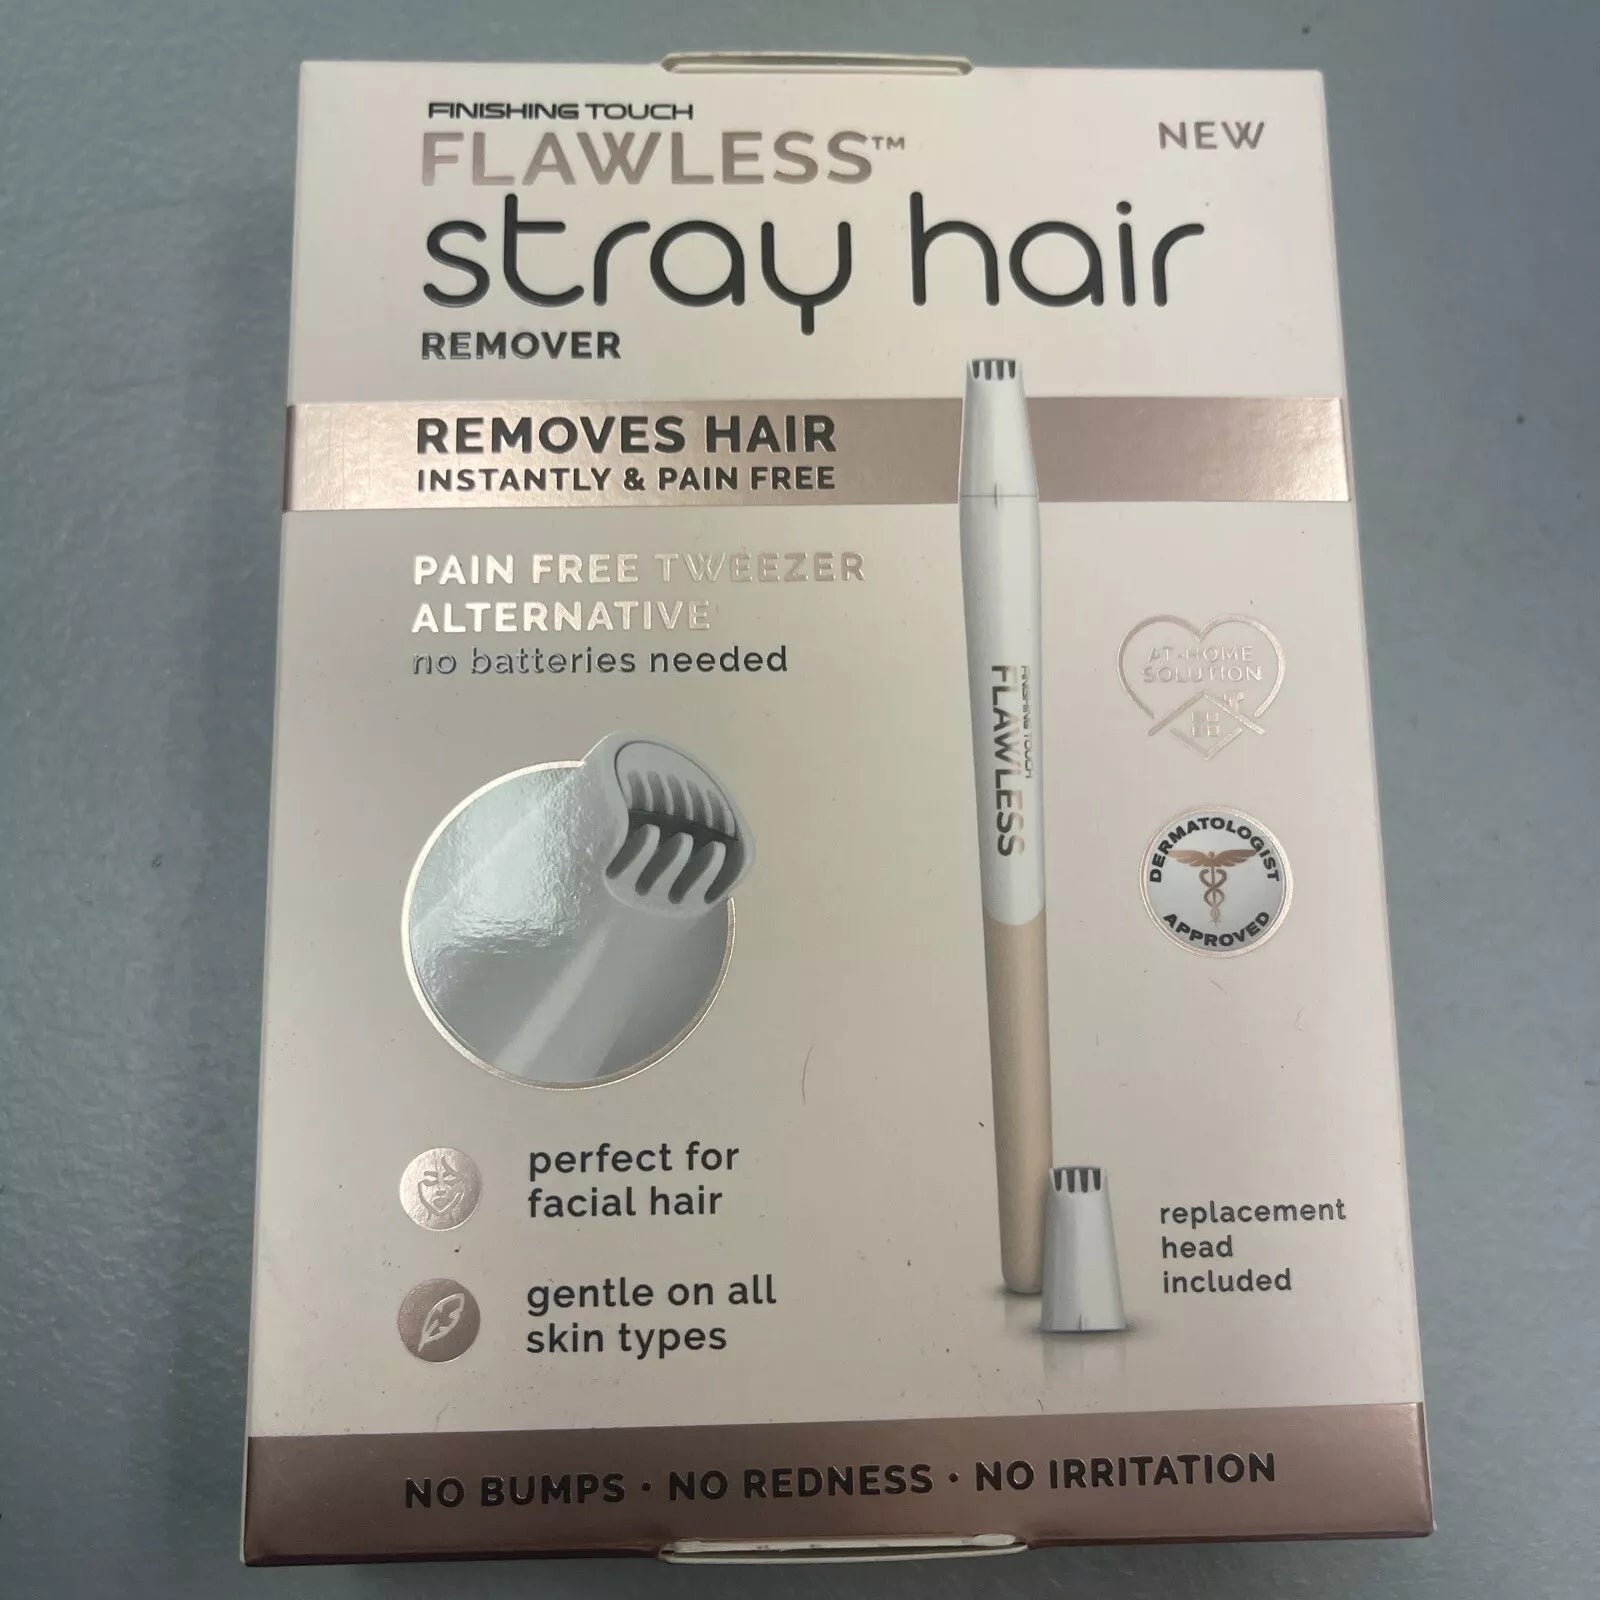 FINISHING TOUCH
FLAWLESS™
NEW
stray hair
REMOVER
REMOVES HAIR
INSTANTLY & PAIN FREE
PAIN FREE TWEEZER
ALTERNATIVE
no batteries needed
FINISHING TOUCH
FLAWLESS
AT-HOME
SOLUTION
DERMATOLOGIST
APPROVED
perfect for
facial hair
gentle on all
skin types
replacement
head
included
NO BUMPS · NO REDNESS · NO IRRITATION